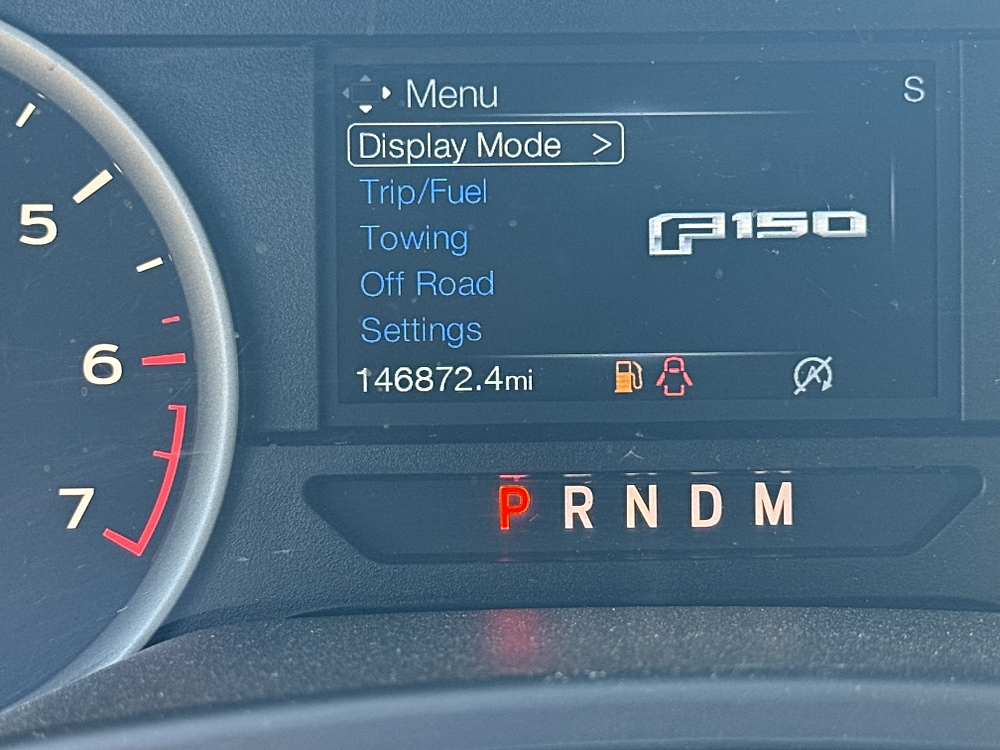 Menu
S
Display Mode >
Trip/Fuel
Towing
F150
Off Road
Settings
146872.4mi
A
P R N D M
5
6
7